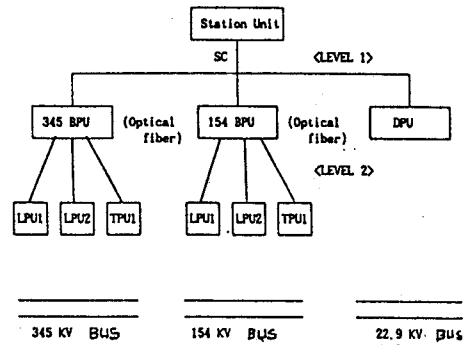 Station Unit
SC <LEVEL 1>
345 BPU (Optical fiber) 154 BPU (Optical fiber) DPU
<LEVEL 2>
LPU1 LPU2 TPU1 LPU1 LPU2 TPU1
345 KV BUS 154 KV BUS 22.9 KV BUS